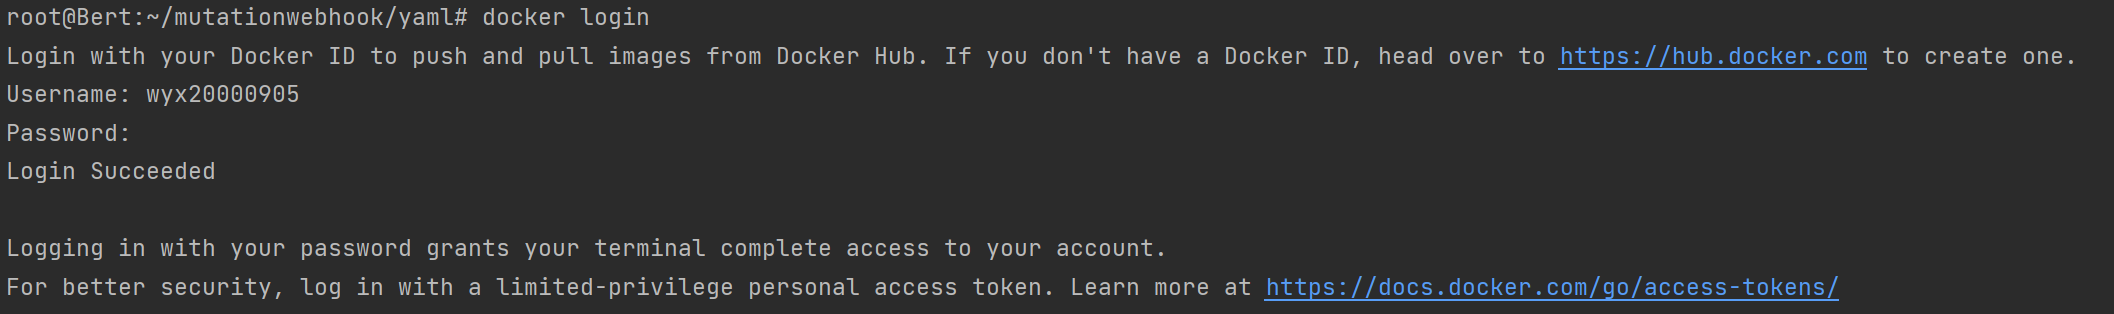 root@Bert:~/mutationwebhook/yaml# docker login
Login with your Docker ID to push and pull images from Docker Hub. If you don't have a Docker ID, head over to https://hub.docker.com to create one.
Username: wyx20000905
Password:
Login Succeeded
Logging in with your password grants your terminal complete access to your account.
For better security, log in with a limited-privilege personal access token. Learn more at https://docs.docker.com/go/access-tokens/